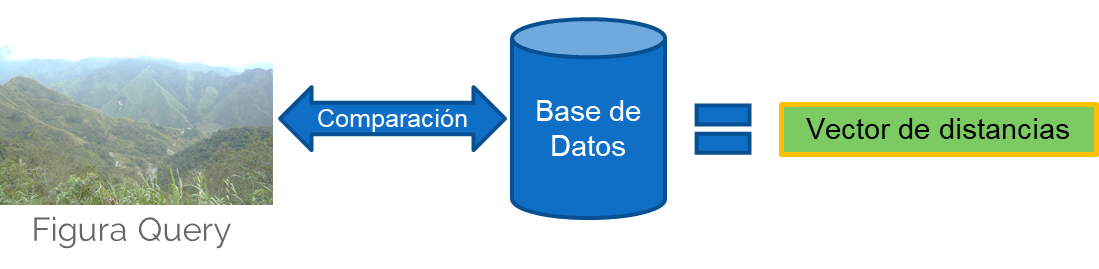 Comparación
Base de
Datos
Vector de distancias
Figura Query